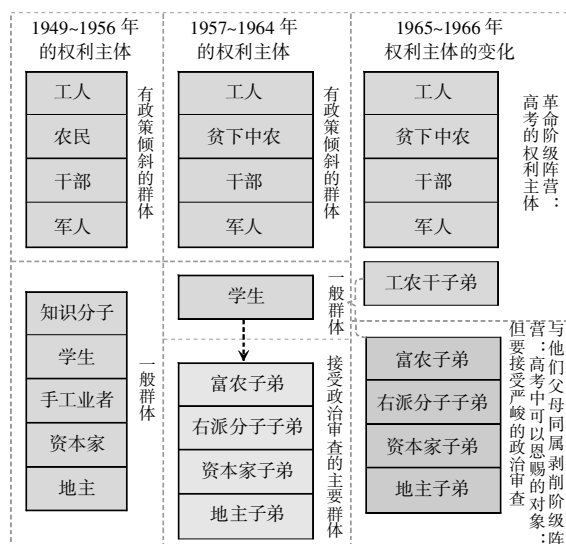 1949~1956 年
的权利主体
工人
农民
干部
军人
有政策倾斜的群体
知识分子
学生
手工业者
资本家
地主
一般群体
1957~1964 年
的权利主体
工人
贫下中农
干部
军人
有政策倾斜的群体
学生
一般群体
富农子弟
右派分子子弟
资本家子弟
地主子弟
接受政治审查的主要群体
1965~1966 年
权利主体的变化
工人
贫下中农
干部
军人
革命阶级阵营：
高考的权利主体
工农干子弟
富农子弟
右派分子子弟
资本家子弟
地主子弟
与他们父母同属剥削阶级阵
营：高考中可以恩赐的对象：
但要接受严峻的政治审查